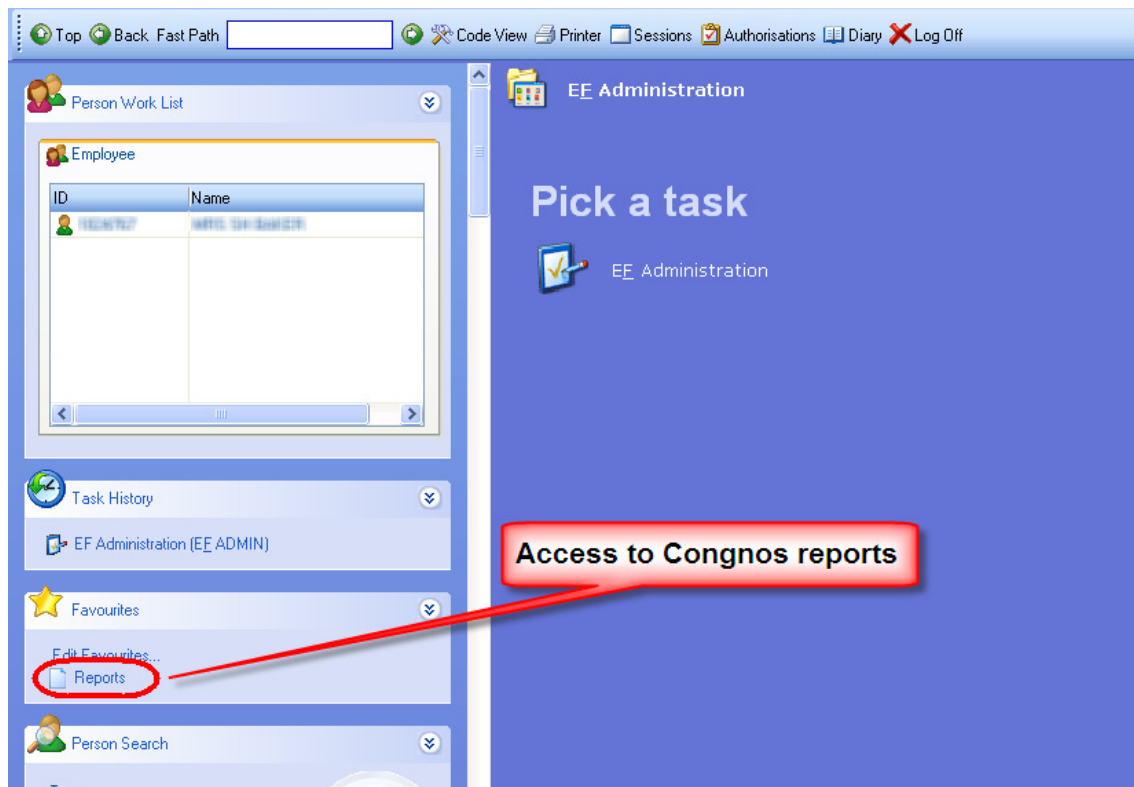 Top Back Fast Path Code View Printer Sessions Authorisations Diary Log Off
Person Work List
Employee
ID Name
Task History
EF Administration (EF ADMIN)
Favourites
Edit Favourites...
Reports
Person Search
EF Administration
Pick a task
EF Administration
Access to Congnos reports